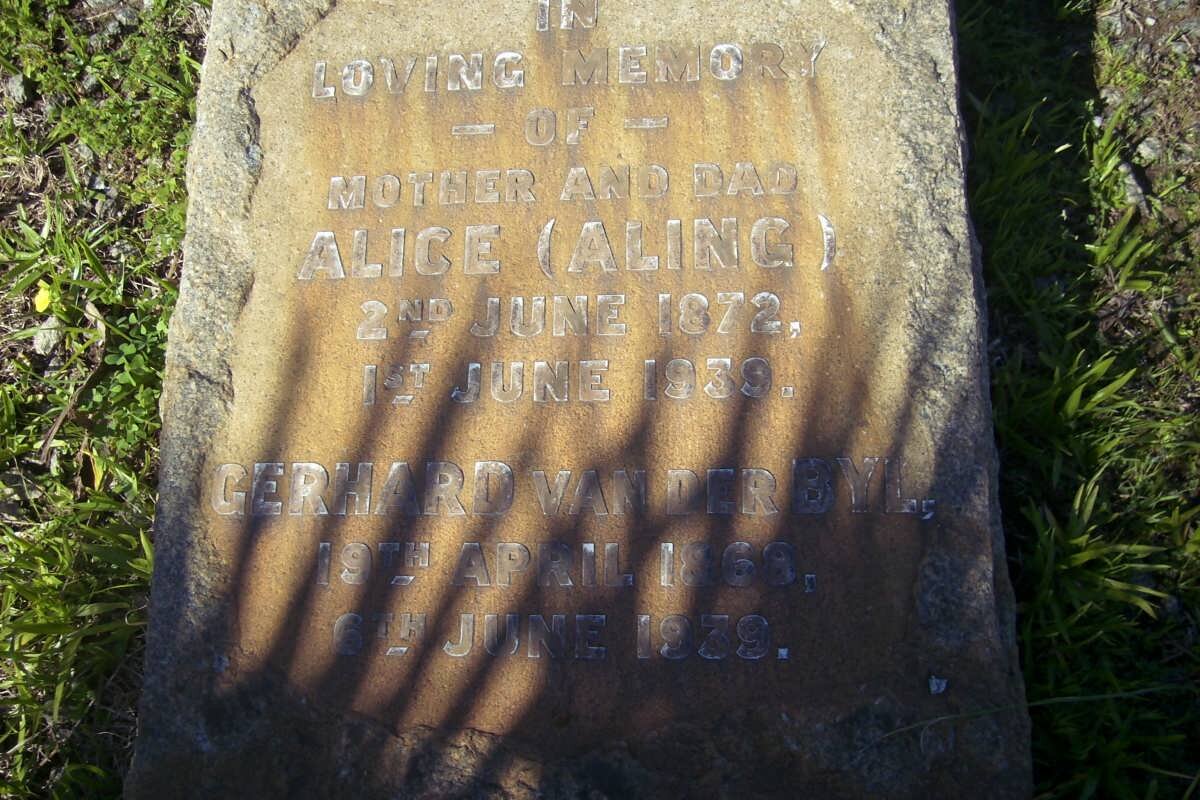 IN
LOVING MEMORY
— OF —
MOTHER AND DAD
ALICE (ALING)
2ND JUNE 1872,
1ST JUNE 1939.
GERHARD VAN DER BYL,
19TH APRIL 1868,
6TH JUNE 1939.